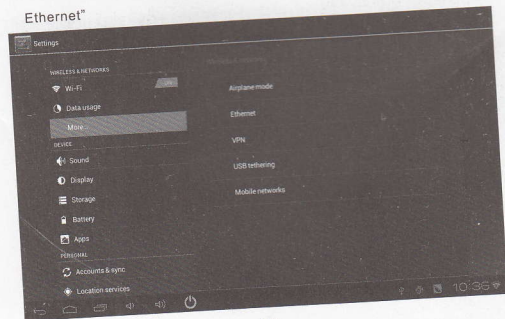 Ethernet”
Settings
WIRELESS & NETWORKS
Wi-Fi
ON
Data usage
More...
DEVICE
Sound
Display
Storage
Battery
Apps
PERSONAL
Accounts & sync
Location services
Airplane mode
Ethernet
VPN
USB tethering
Mobile networks
10:36